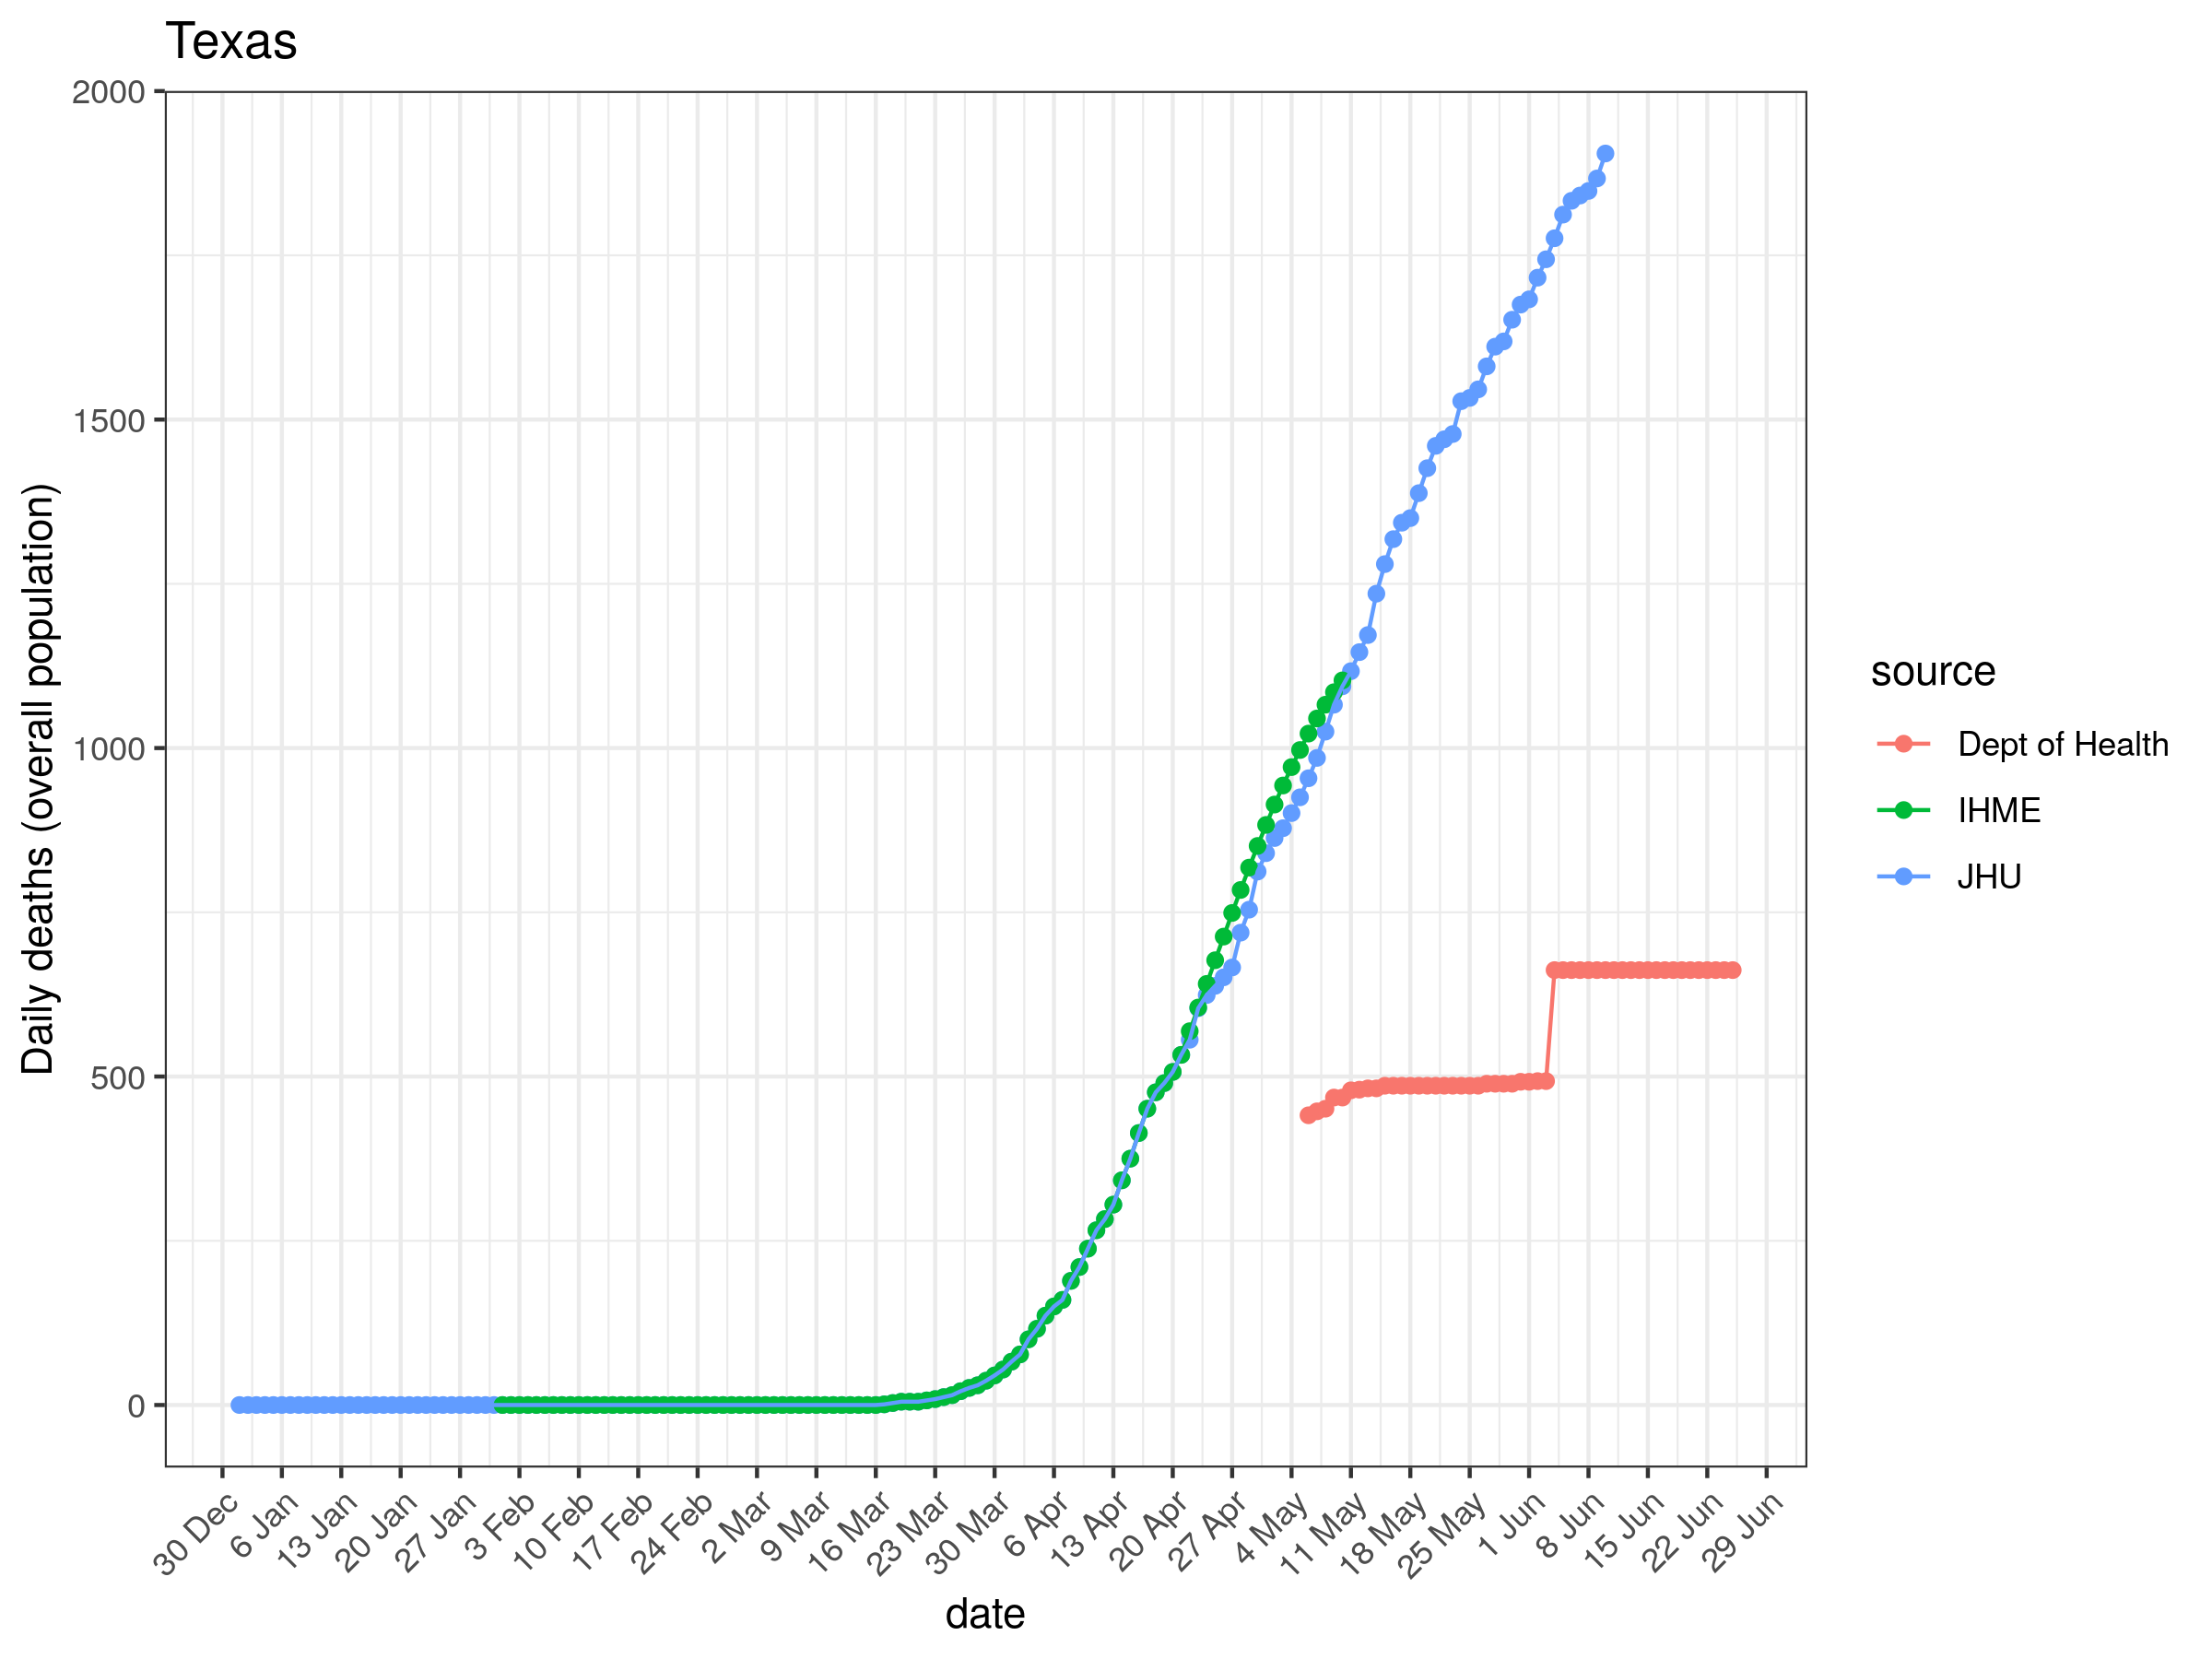 Texas
Daily deaths (overall population)
2000
1500
1000
500
0
30 Dec
6 Jan
13 Jan
20 Jan
27 Jan
3 Feb
10 Feb
17 Feb
24 Feb
2 Mar
9 Mar
16 Mar
23 Mar
30 Mar
6 Apr
13 Apr
20 Apr
27 Apr
4 May
11 May
18 May
25 May
1 Jun
8 Jun
15 Jun
22 Jun
29 Jun
date
source
Dept of Health
IHME
JHU